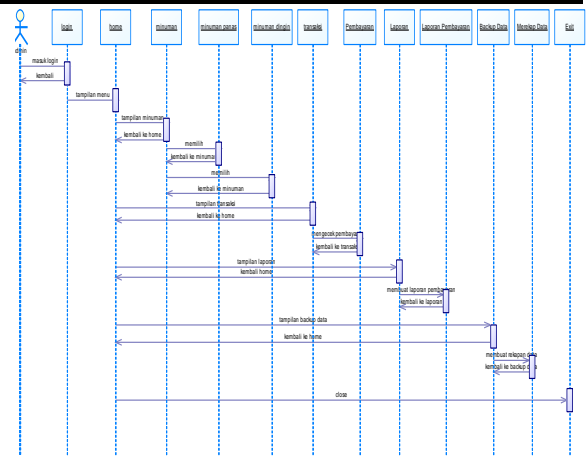 login
home
minuman
minuman panas
minuman dingin
transaksi
Pembayaran
Laporan
Laporan Pembayaran
Backup Data
Merekap Data
Exit
masuk login
kembali
tampilan menu
tampilan minuman
kembali ke home
memilih
kembali ke minuman
memilih
kembali ke minuman
tampilan transaksi
kembali ke home
mengecek pembayaran
kembali ke transaksi
tampilan laporan
kembali home
membuat laporan pembayaran
kembali ke laporan
tampilan backup data
kembali ke home
membuat rekapan data
kembali ke backup data
close